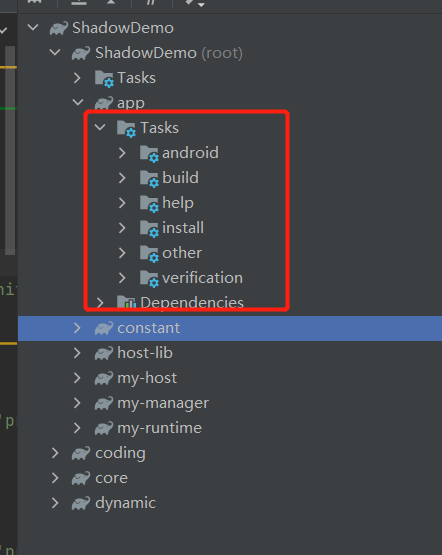 ShadowDemo
ShadowDemo (root)
Tasks
app
Tasks
android
build
help
install
other
verification
Dependencies
constant
host-lib
my-host
my-manager
my-runtime
coding
core
dynamic